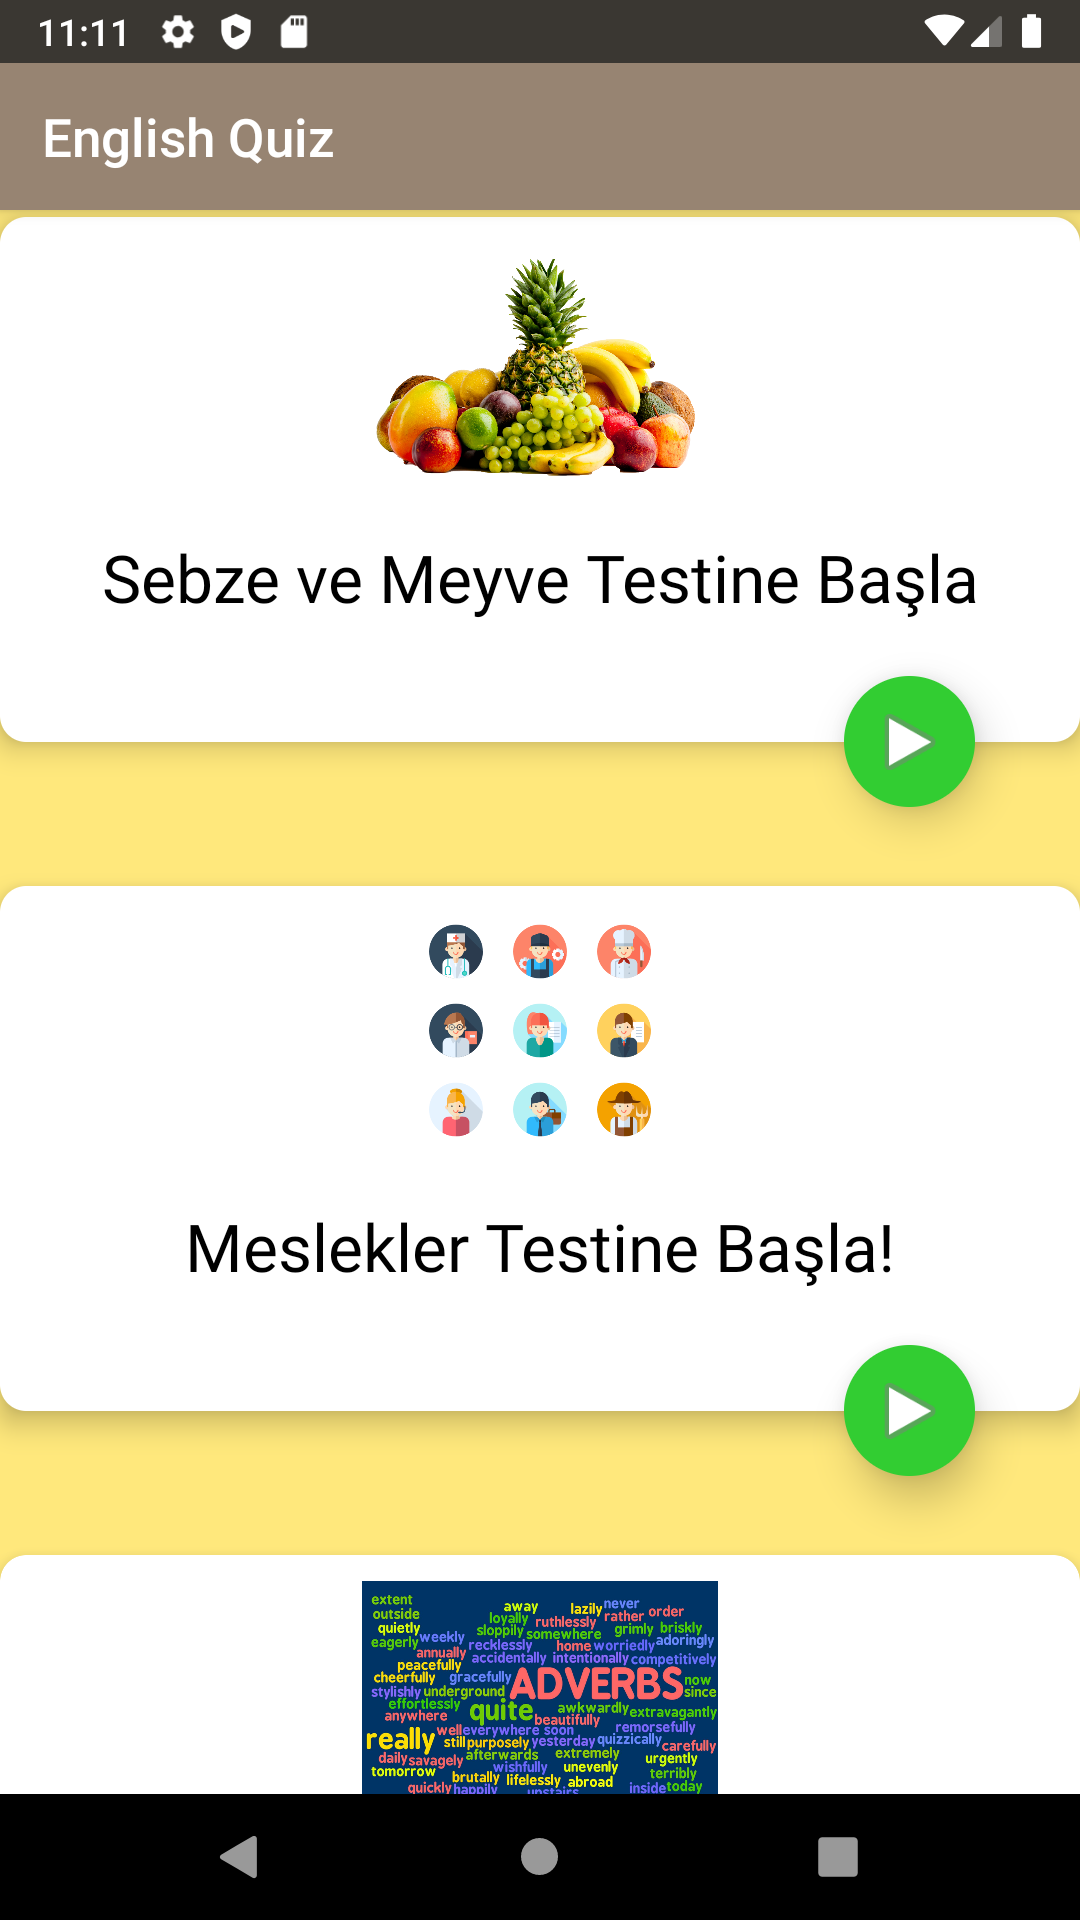 11:11
English Quiz
Sebze ve Meyve Testine Başla
Meslekler Testine Başla!
extent
away lazily never
outside loyally ruthlessly rather order
quietly sloppily somewhere grimly briskly
eagerly weekly recklessly home worriedly adoringly
annually accidentally intentionally competitively
peacefully
cheerfully gracefully ADVERBS now
stylishly underground since
effortlessly quite awkwardly extravagantly
anywhere beautifully
really well everywhere soon remorsefully
still purposely yesterday quizzically carefully
daily savagely afterwards extremely urgently
tomorrow wishfully unevenly terribly
brutally lifelessly abroad
quickly happily upstairs inside today